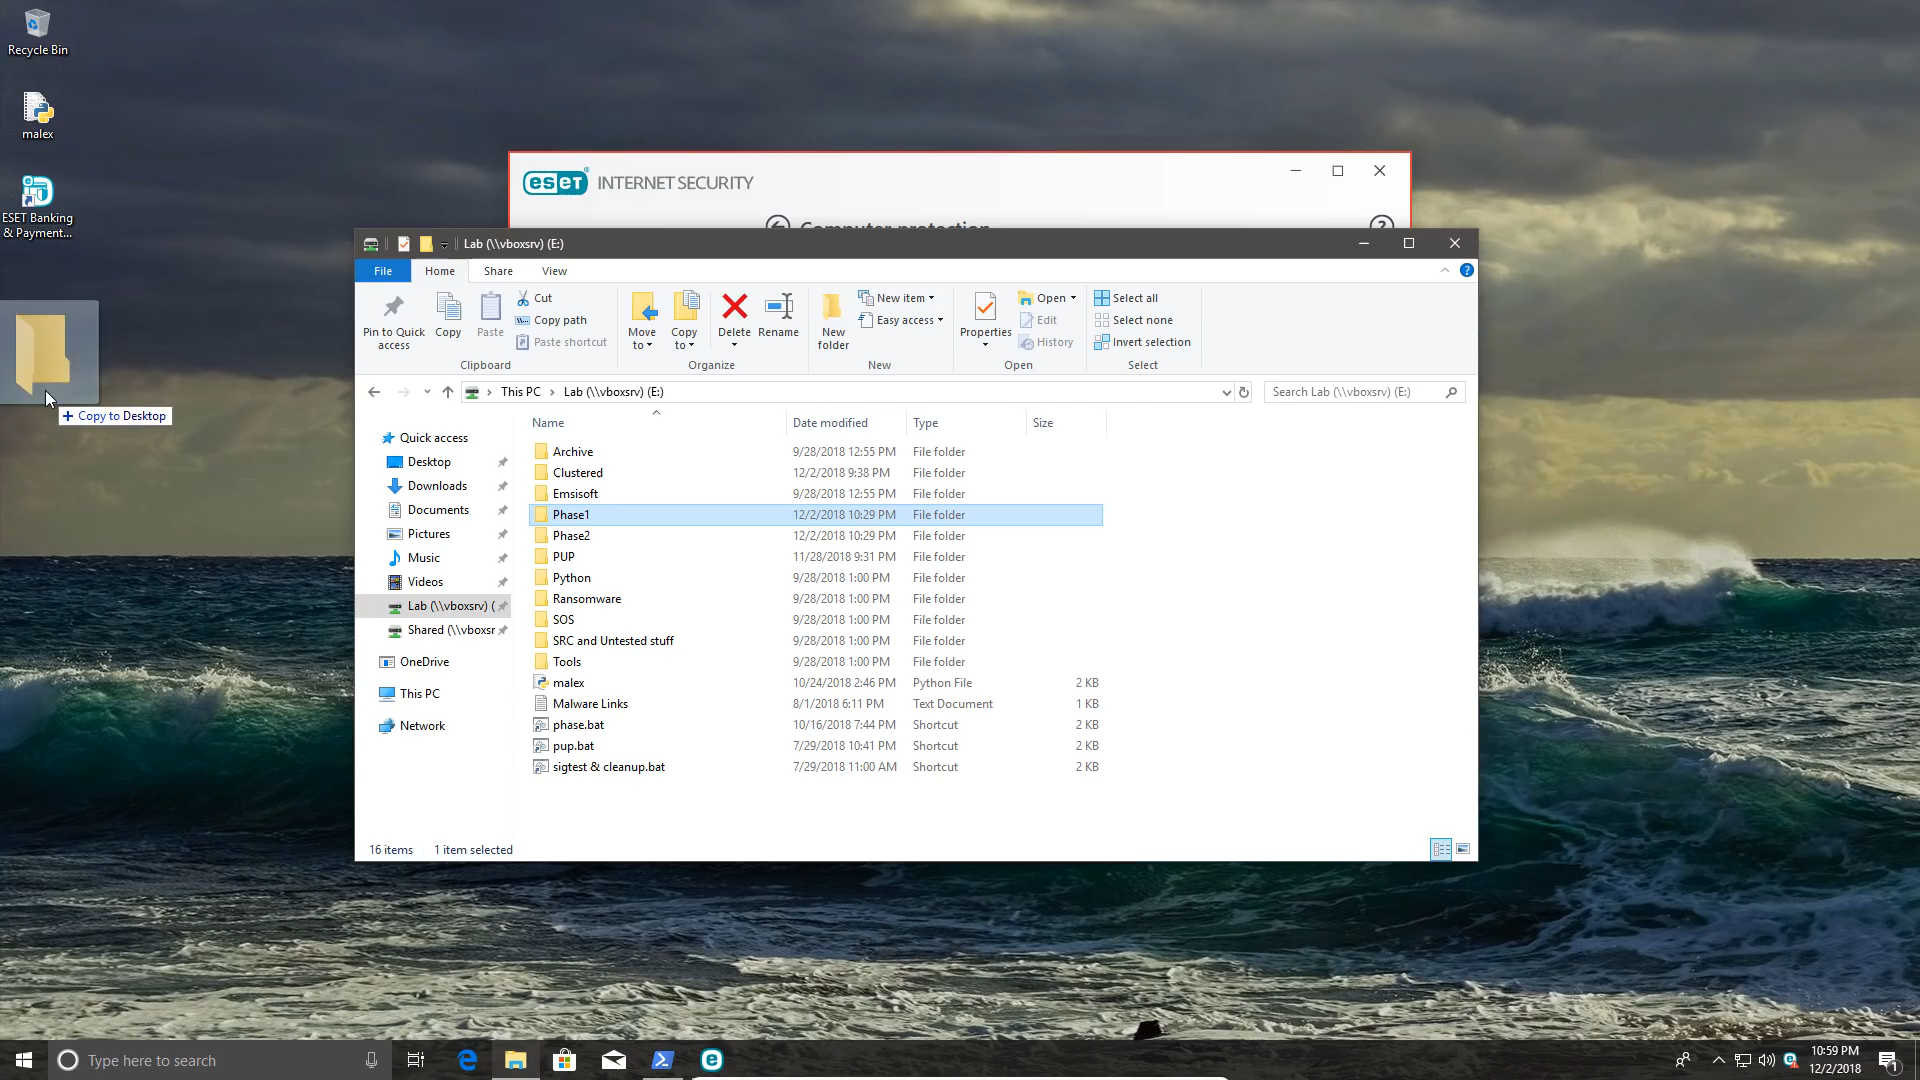 Recycle Bin
malex
ESET Banking
& Payment...
Copy to Desktop
eset INTERNET SECURITY
Computer protection
Lab (\\vboxsrv) (E:)
File
Home
Share
View
Pin to Quick
access
Copy
Paste
Cut
Copy path
Paste shortcut
Clipboard
Move
to
Copy
to
Delete
Rename
Organize
New
folder
New item
Easy access
New
Properties
Open
Edit
History
Open
Select all
Select none
Invert selection
Select
This PC
Lab (\\vboxsrv) (E:)
Search Lab (\\vboxsrv) (E:)
Quick access
Desktop
Downloads
Documents
Pictures
Music
Videos
Lab (\\vboxsrv) (
Shared (\\vboxsr
OneDrive
This PC
Network
Name Date modified Type Size
Archive 9/28/2018 12:55 PM File folder
Clustered 12/2/2018 9:38 PM File folder
Emsisoft 9/28/2018 12:55 PM File folder
Phase1 12/2/2018 10:29 PM File folder
Phase2 12/2/2018 10:29 PM File folder
PUP 11/28/2018 9:31 PM File folder
Python 9/28/2018 1:00 PM File folder
Ransomware 9/28/2018 1:00 PM File folder
SOS 9/28/2018 1:00 PM File folder
SRC and Untested stuff 9/28/2018 1:00 PM File folder
Tools 9/28/2018 1:00 PM File folder
malex 10/24/2018 2:46 PM Python File 2 KB
Malware Links 8/1/2018 6:11 PM Text Document 1 KB
phase.bat 10/16/2018 7:44 PM Shortcut 2 KB
pup.bat 7/29/2018 10:41 PM Shortcut 2 KB
sigtest & cleanup.bat 7/29/2018 11:00 AM Shortcut 2 KB
16 items 1 item selected
Type here to search
10:59 PM
12/2/2018
1